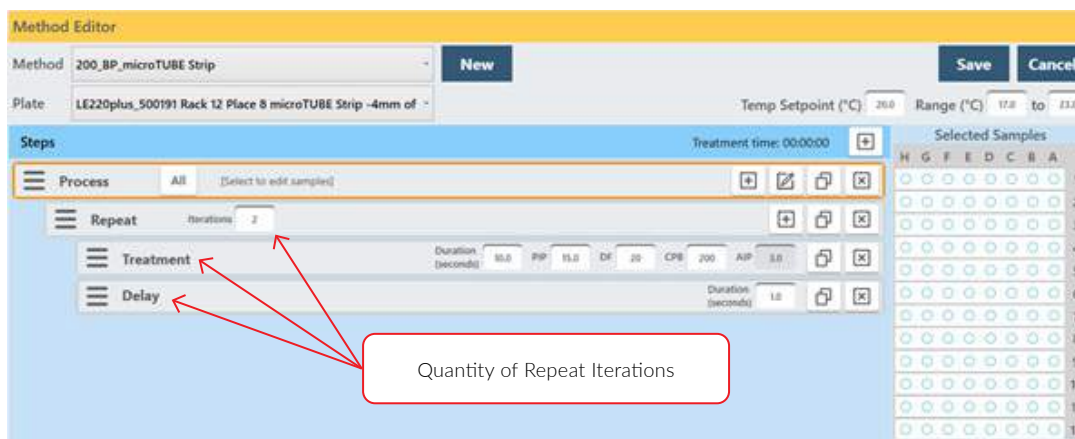 Method Editor
Method 200_BP_microTUBE Strip New Save Cancel
Plate LE220plus_500191 Rack 12 Place 8 microTUBE Strip -4mm of Temp Setpoint (°C) 20.0 Range (°C) 17.0 to 23.0
Steps Treatment time: 00:00:00 Selected Samples
H G F E D C B A
Process All [Select to edit samples]
Repeat Iterations 2
Treatment Duration (seconds) 10.0 PIP 15.0 DF 20 CPB 200 AIP 3.0
Delay Duration (seconds) 1.0
Quantity of Repeat Iterations